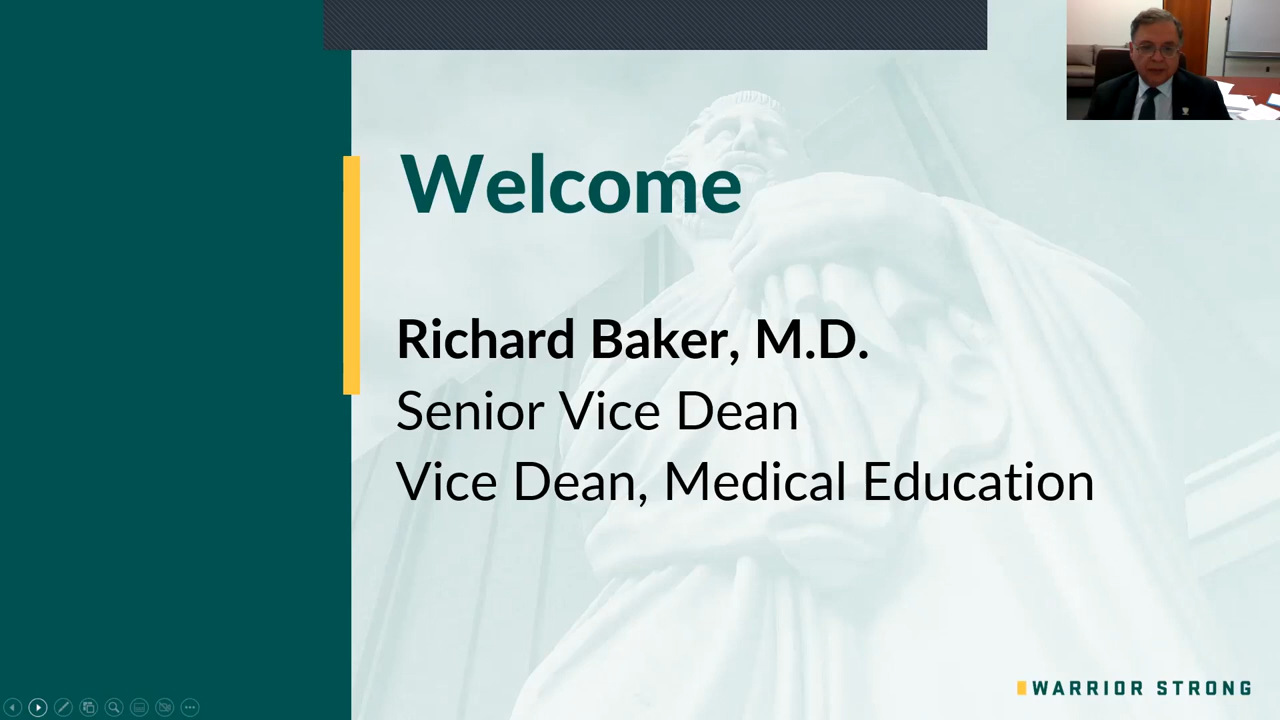 Welcome
Richard Baker, M.D.
Senior Vice Dean
Vice Dean, Medical Education
WARRIOR STRONG